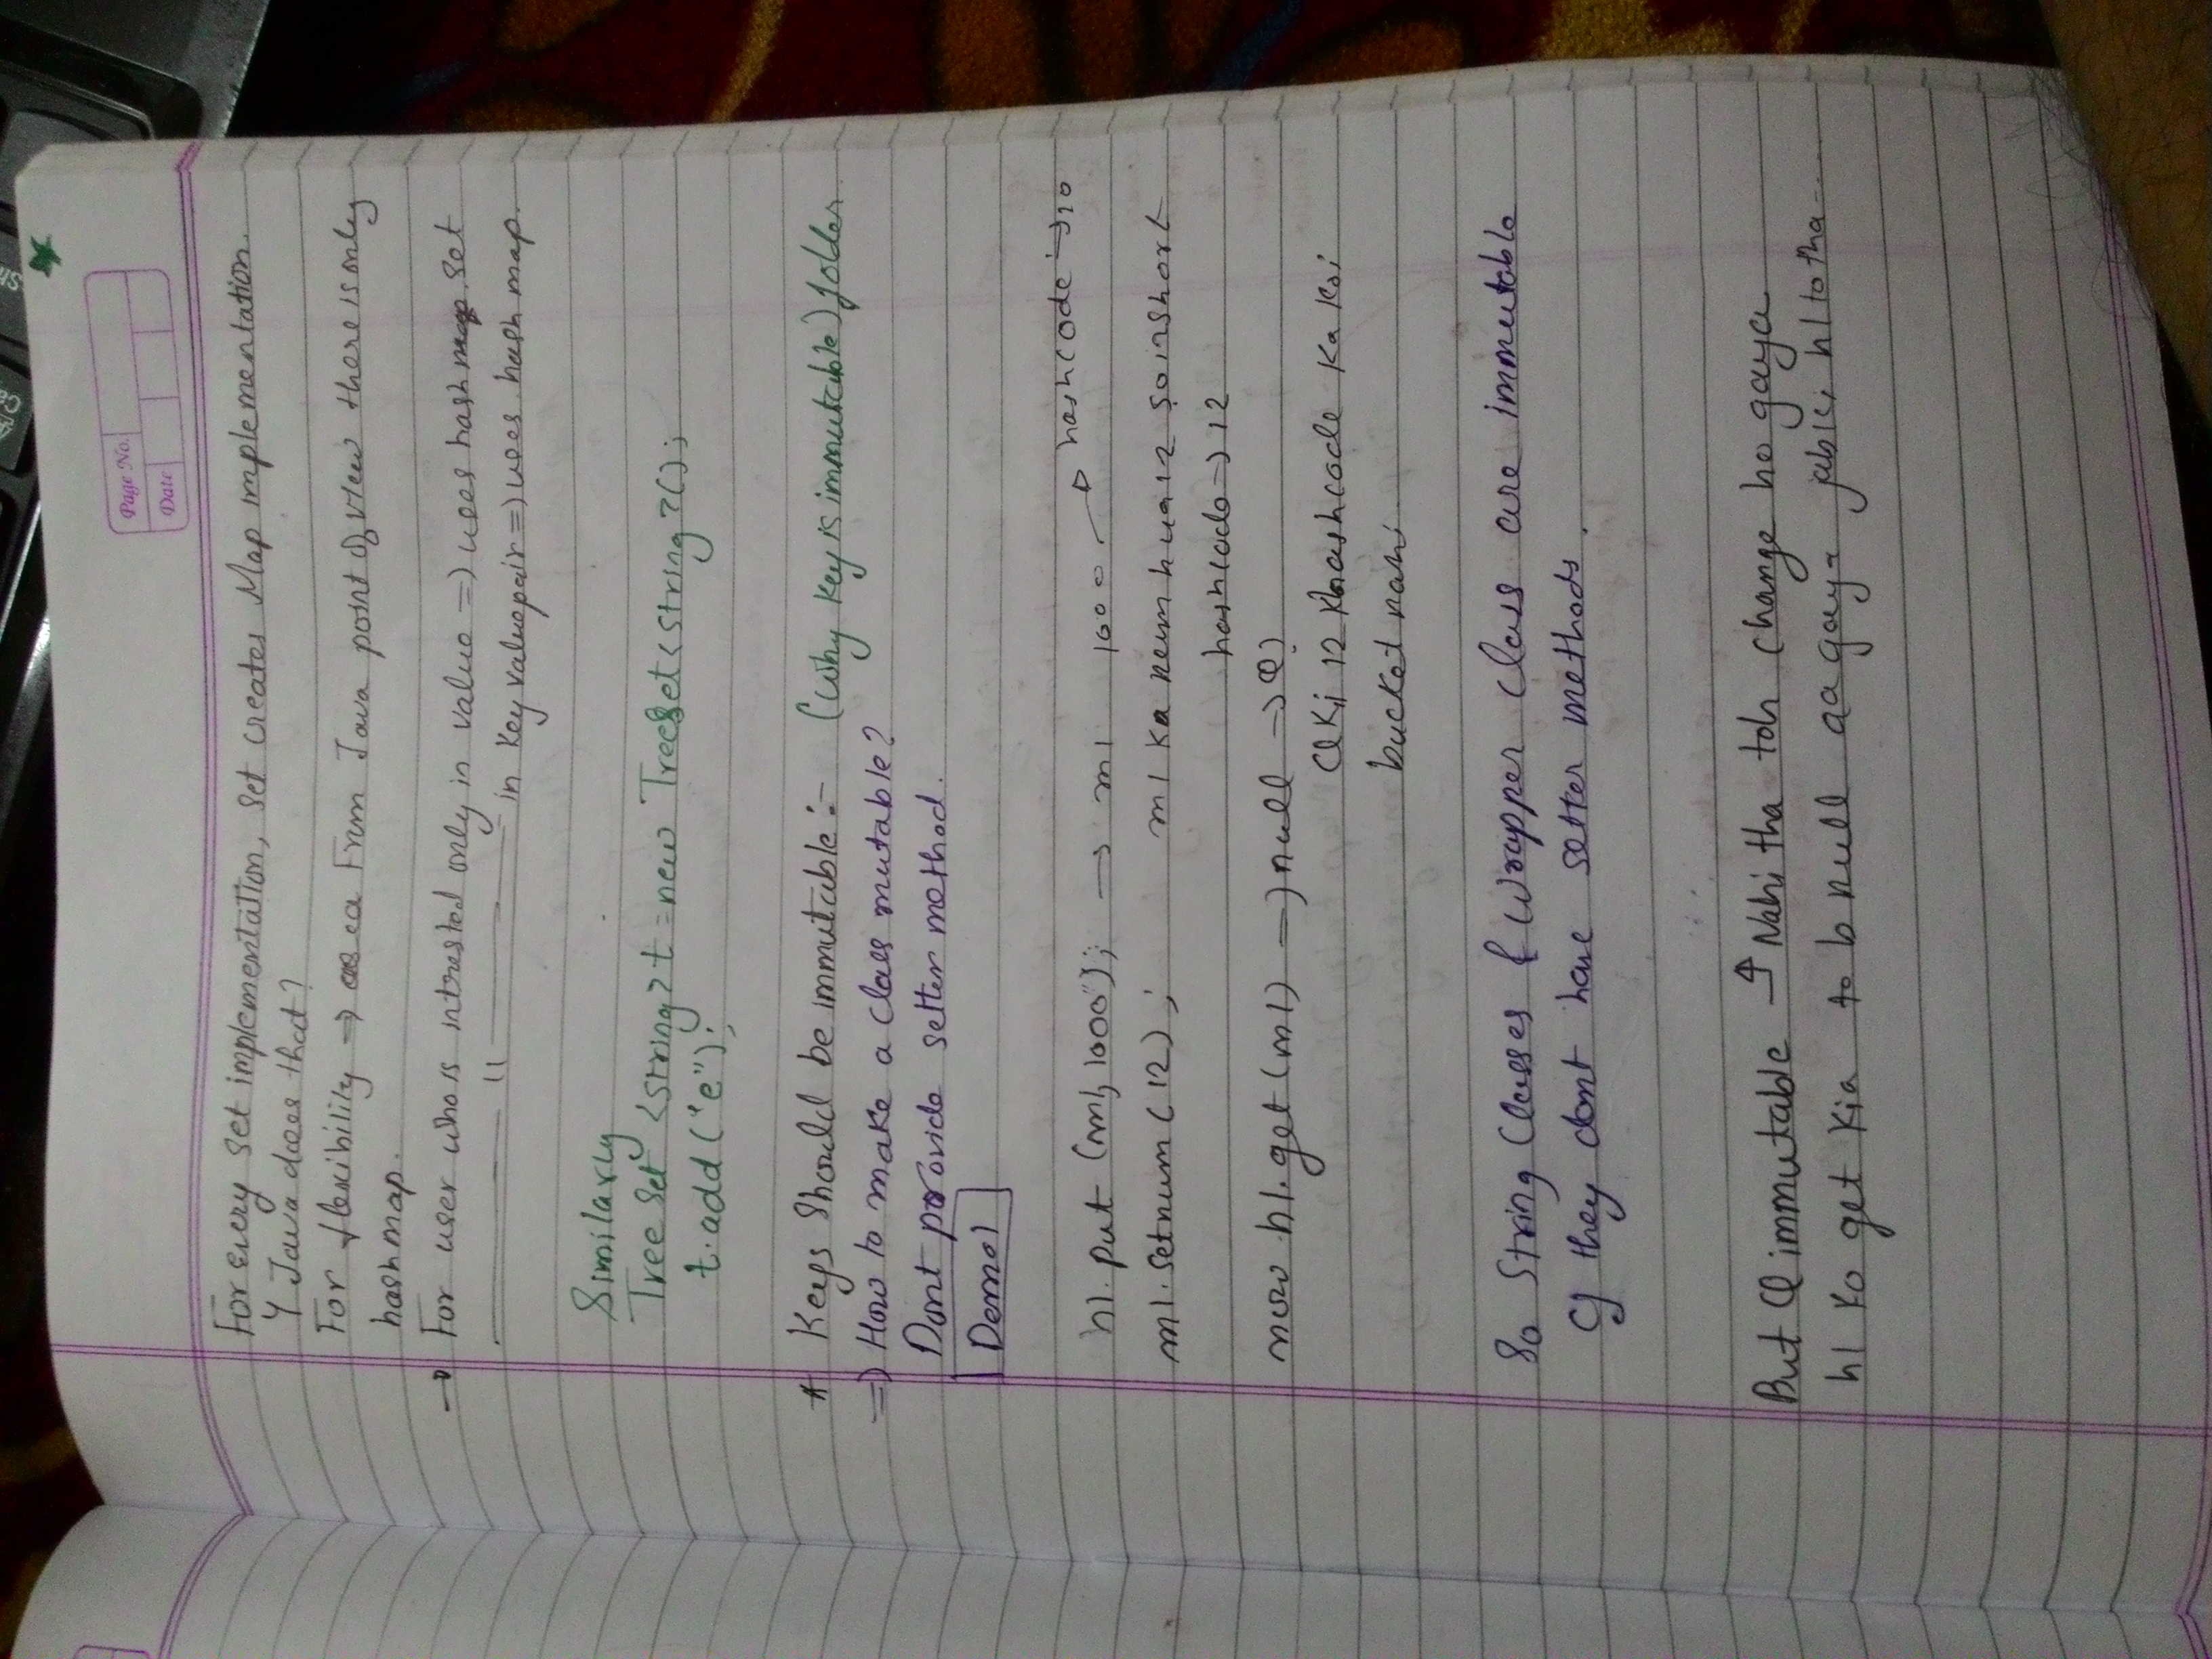 Page No.
Date
For every set implementation, set creates Map implementation.
Y Java does that?
For flexibility → From Java point of view there is only
hashmap.
→ For user who is intrested only in value => uses hash set
—— 11 —— in key value pair => uses hash map.
Similarly
Tree Set <String> t = new TreeSet<String>();
t.add("e");
* Keys Should be immutable :- (Why key is immutable) folder
=> How to make a class mutable?
Dont provide setter method.
Demo1
h1.put (m1, 1000"); → m1 1000 → hashcode → 10
m1.setnum (12) ; m1 ka num hua 12 so inshort
hashcode → 12
now h1.get(m1) => null → Q?
Q Ki 12 hashcode ka koi
bucket nahi
So String Classes & Wrapper class are immutable
they dont have setter methods.
But Q immutable ↑ Nahi tha toh change ho gaya
h1 ko get kia to b null aa gaya jabki h1 to tha